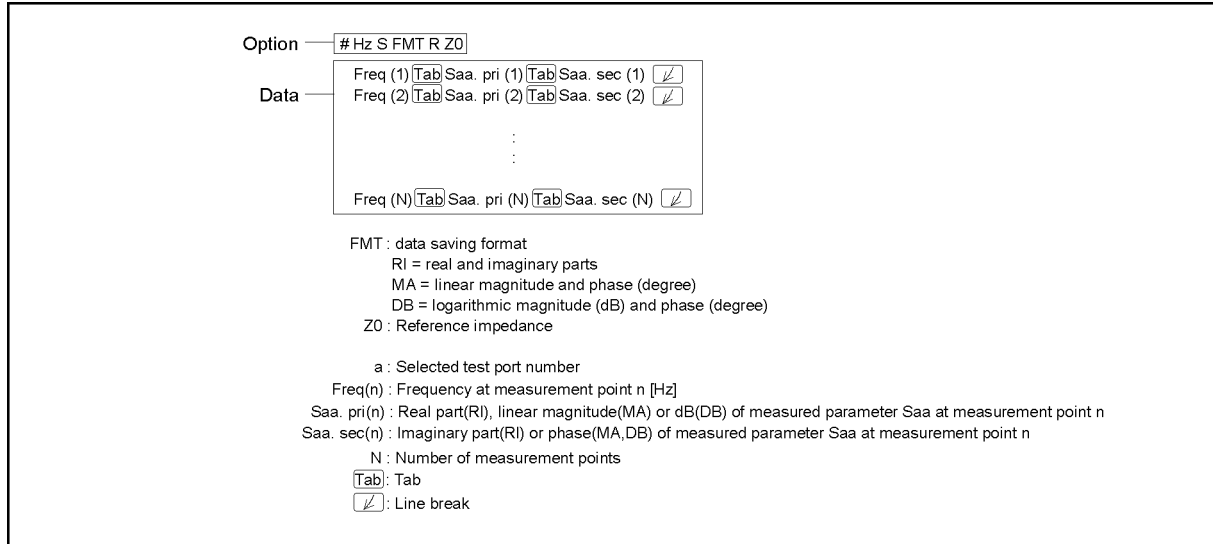 Option # Hz S FMT R Z0
Freq (1) Tab Saa. pri (1) Tab Saa. sec (1)
Data Freq (2) Tab Saa. pri (2) Tab Saa. sec (2)
:
:
Freq (N) Tab Saa. pri (N) Tab Saa. sec (N)
FMT : data saving format
RI = real and imaginary parts
MA = linear magnitude and phase (degree)
DB = logarithmic magnitude (dB) and phase (degree)
Z0 : Reference impedance
a : Selected test port number
Freq(n) : Frequency at measurement point n [Hz]
Saa. pri(n) : Real part(RI), linear magnitude(MA) or dB(DB) of measured parameter Saa at measurement point n
Saa. sec(n) : Imaginary part(RI) or phase(MA,DB) of measured parameter Saa at measurement point n
N : Number of measurement points
Tab : Tab
: Line break